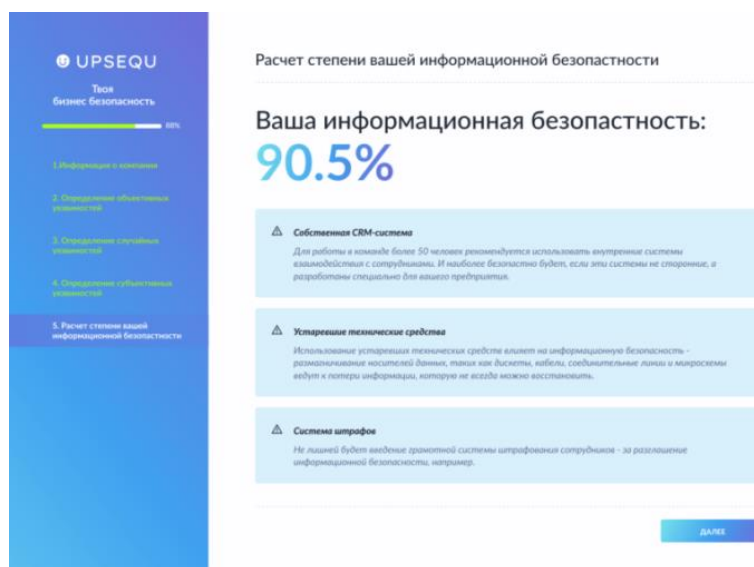 UPSEQU
Твоя
бизнес безопасность
88%
1.Информация о компании
2. Определение объективных
уязвимостей
3. Определение случайных
уязвимостей
4. Определение субъективных
уязвимостей
5. Расчет степени вашей
информационной безопастности
Расчет степени вашей информационной безопастности
Ваша информационная безопастность:
90.5%
Собственная CRM-система
Для работы в команде более 50 человек рекомендуется использовать внутренние системы
взаимодействия с сотрудниками. И наиболее безопастно будет, если эти системы не сторонние, а
разработаны специально для вашего предприятия.
Устаревшие технические средства
Использование устаревших технических средств влияет на информационную безопастность -
размагничивание носителей данных, таких как дискеты, кабели, соединительные линии и микросхемы
ведут к потери информации, которую не всегда можно восстановить.
Система штрафов
Не лишней будет введение грамотной системы штрафования сотрудников - за разглашение
информационной безопасности, например.
ДАЛЕЕ